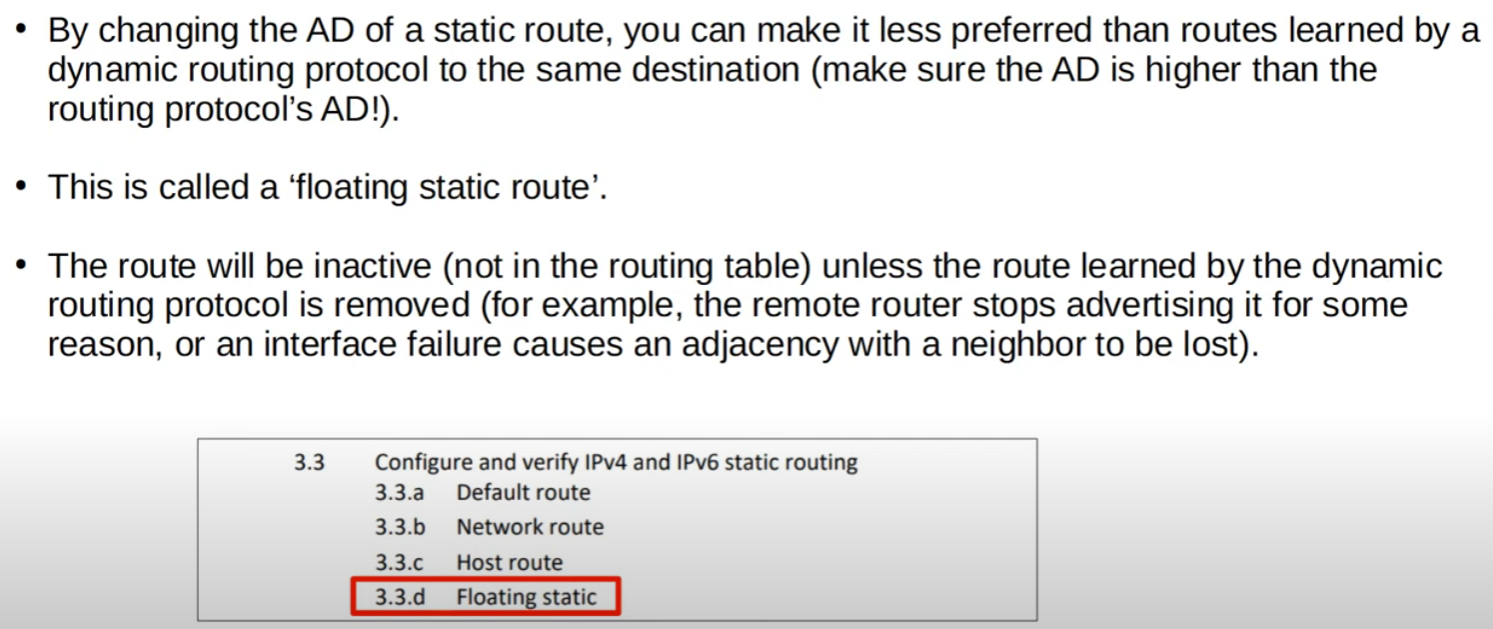 • By changing the AD of a static route, you can make it less preferred than routes learned by a
dynamic routing protocol to the same destination (make sure the AD is higher than the
routing protocol’s AD!).
• This is called a ‘floating static route’.
• The route will be inactive (not in the routing table) unless the route learned by the dynamic
routing protocol is removed (for example, the remote router stops advertising it for some
reason, or an interface failure causes an adjacency with a neighbor to be lost).
3.3 Configure and verify IPv4 and IPv6 static routing
3.3.a Default route
3.3.b Network route
3.3.c Host route
3.3.d Floating static